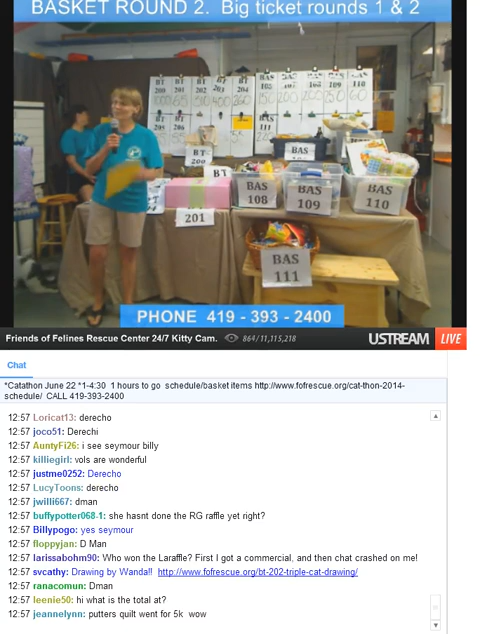 BASKET ROUND 2. Big ticket rounds 1 & 2
BT BT BT BT BT BAS BAS
200 201 202 203 204 105 109 110
BT
205
BAS
111
BT
200
BT
201
BAS
108
BAS
109
BAS
110
BAS
111
PHONE 419 - 393 - 2400
Friends of Felines Rescue Center 24/7 Kitty Cam. 864/11,115,218 USTREAM LIVE
Chat
*Catathon June 22 *1-4:30 1 hours to go schedule/basket items http://www.fofrescue.org/cat-thon-2014-
schedule/ CALL 419-393-2400
12:57 Loricat13: derecho
12:57 joco51: Derechi
12:57 AuntyFi26: i see seymour billy
12:57 killiegirl: vols are wonderful
12:57 justme0252: Derecho
12:57 LucyToons: derecho
12:57 jwilli667: dman
12:57 buffypotter068-1: she hasnt done the RG raffle yet right?
12:57 Billypogo: yes seymour
12:57 floppyjan: D Man
12:57 larissabohm90: Who won the Laraffle? First I got a commercial, and then chat crashed on me!
12:57 svcathy: Drawing by Wanda!! http://www.fofrescue.org/bt-202-triple-cat-drawing/
12:57 ranacomun: Dman
12:57 leenie50: hi what is the total at?
12:57 jeannelynn: putters quilt went for 5k wow